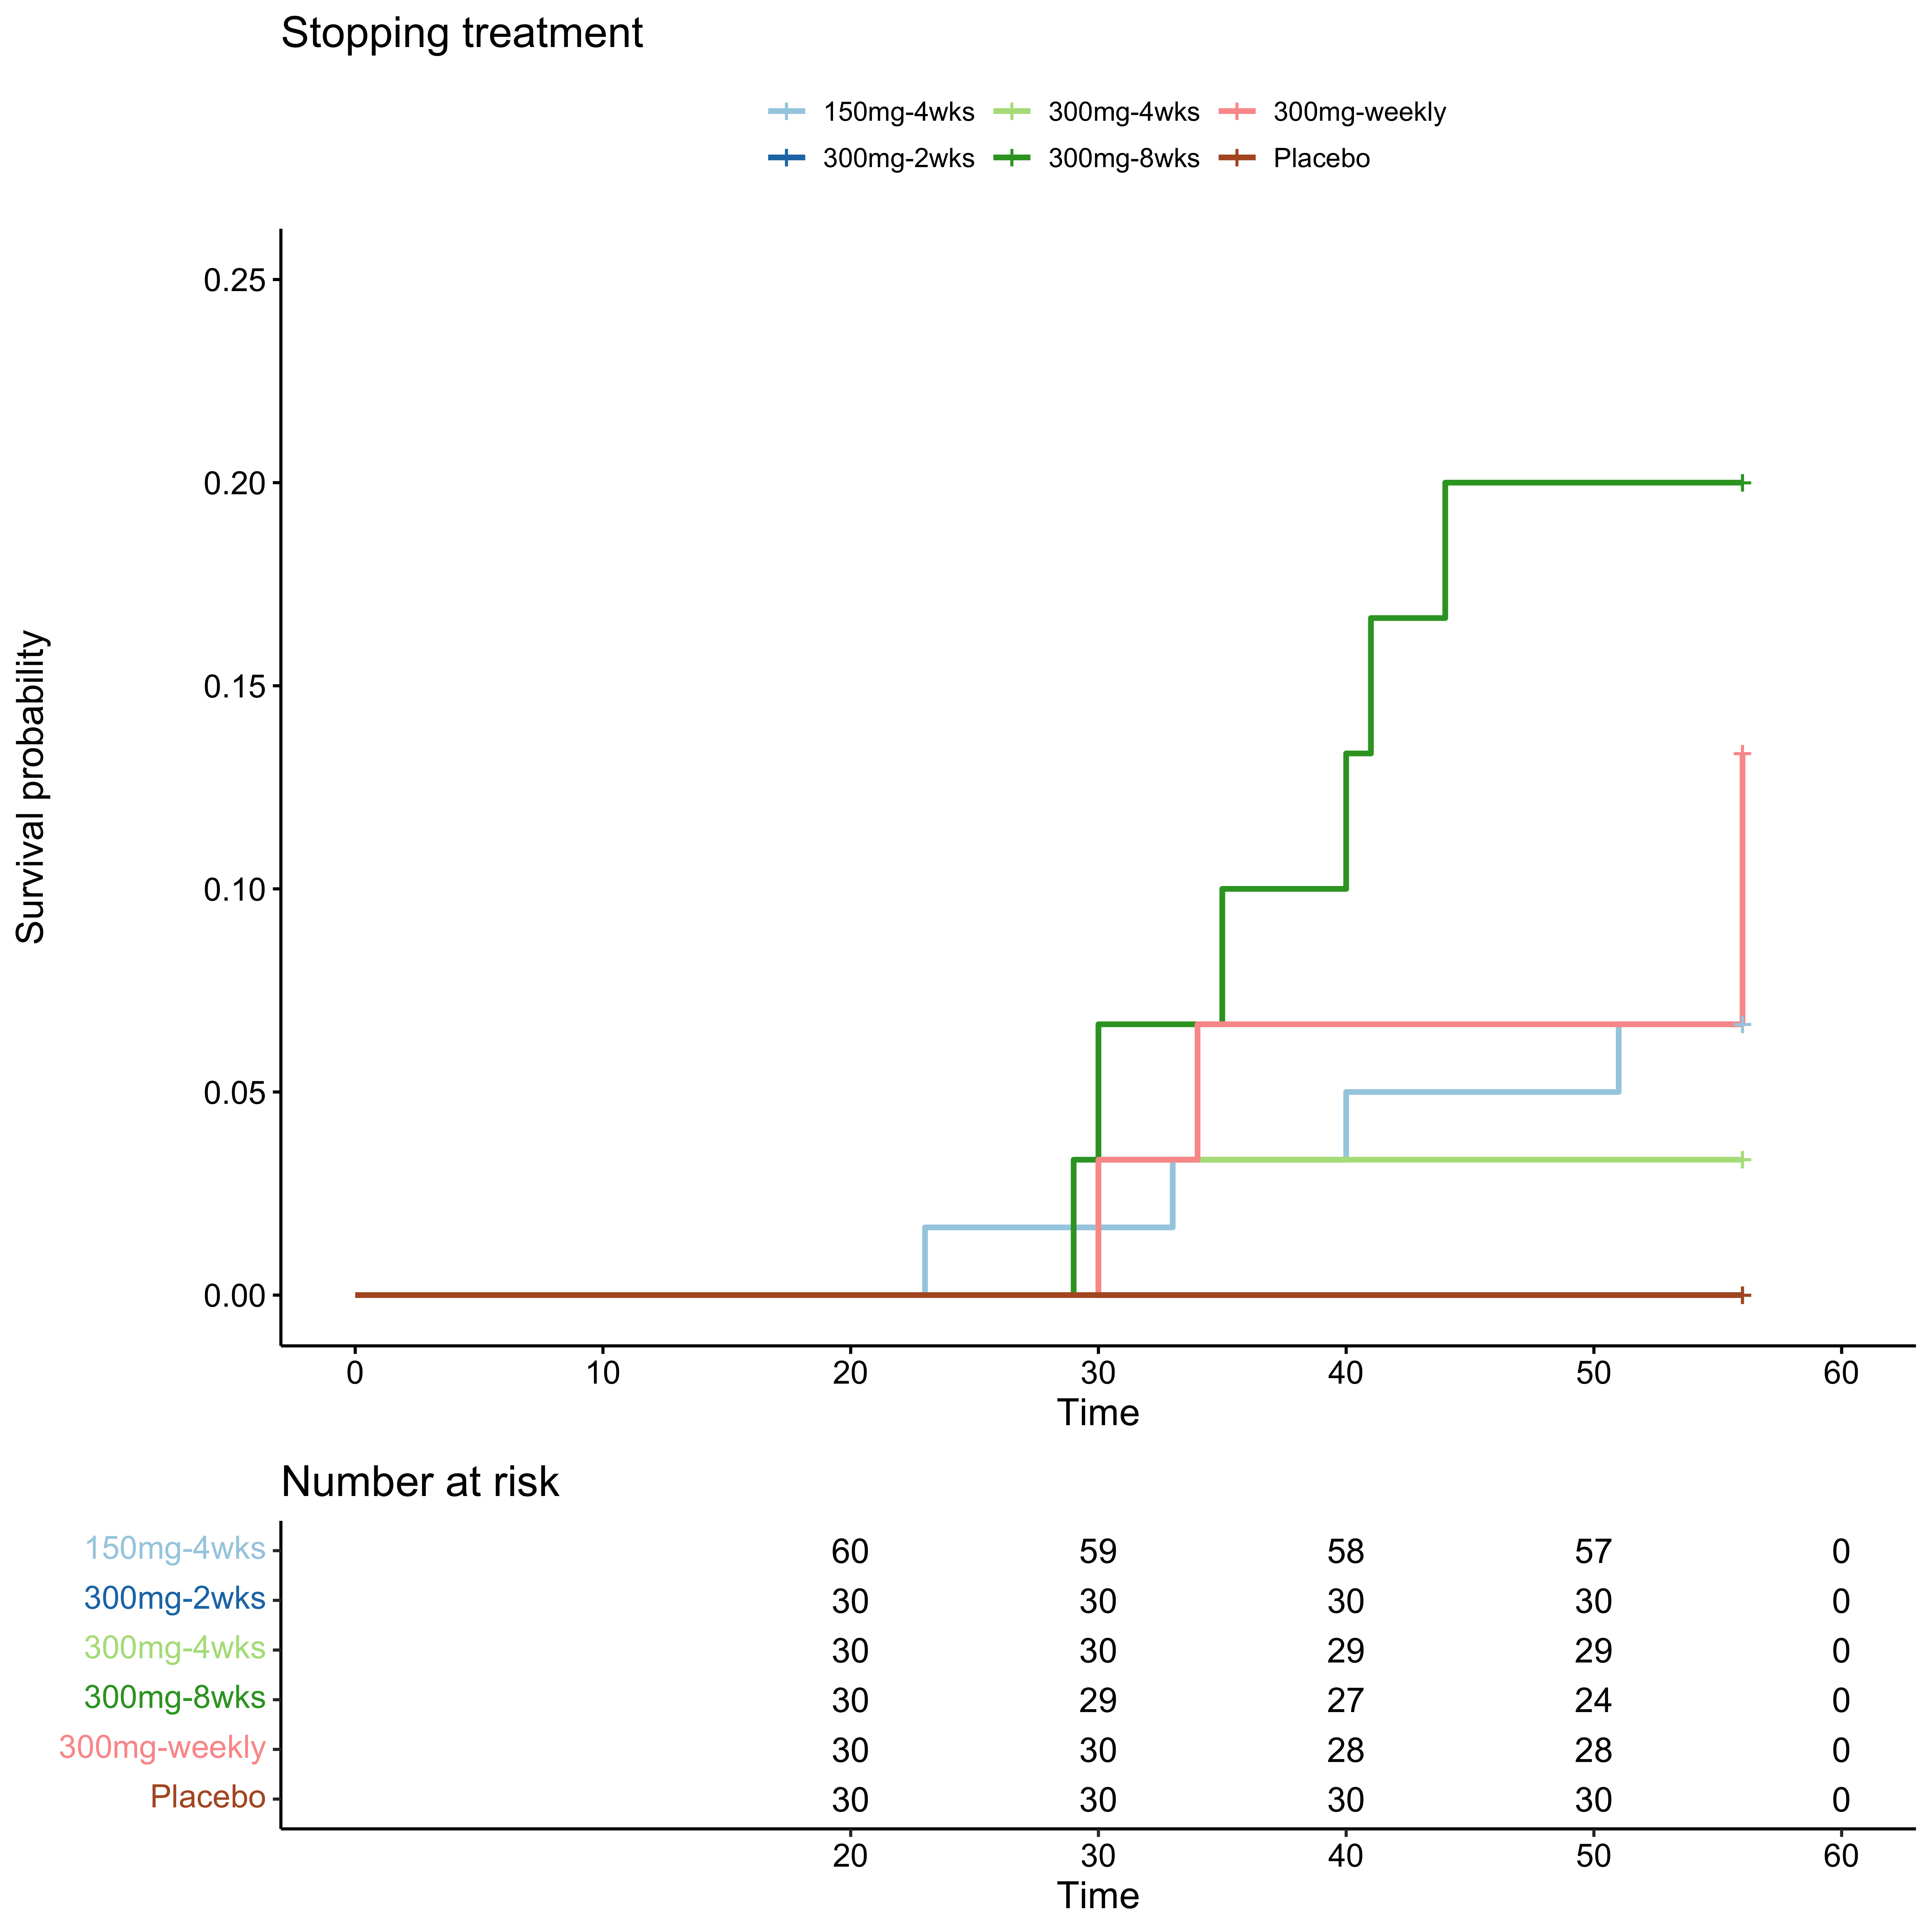 Stopping treatment
150mg-4wks 300mg-4wks 300mg-weekly
300mg-2wks 300mg-8wks Placebo
Survival probability
0.25
0.20
0.15
0.10
0.05
0.00
0 10 20 30 40 50 60
Time
Number at risk
150mg-4wks 60 59 58 57 0
300mg-2wks 30 30 30 30 0
300mg-4wks 30 30 29 29 0
300mg-8wks 30 29 27 24 0
300mg-weekly 30 30 28 28 0
Placebo 30 30 30 30 0
20 30 40 50 60
Time